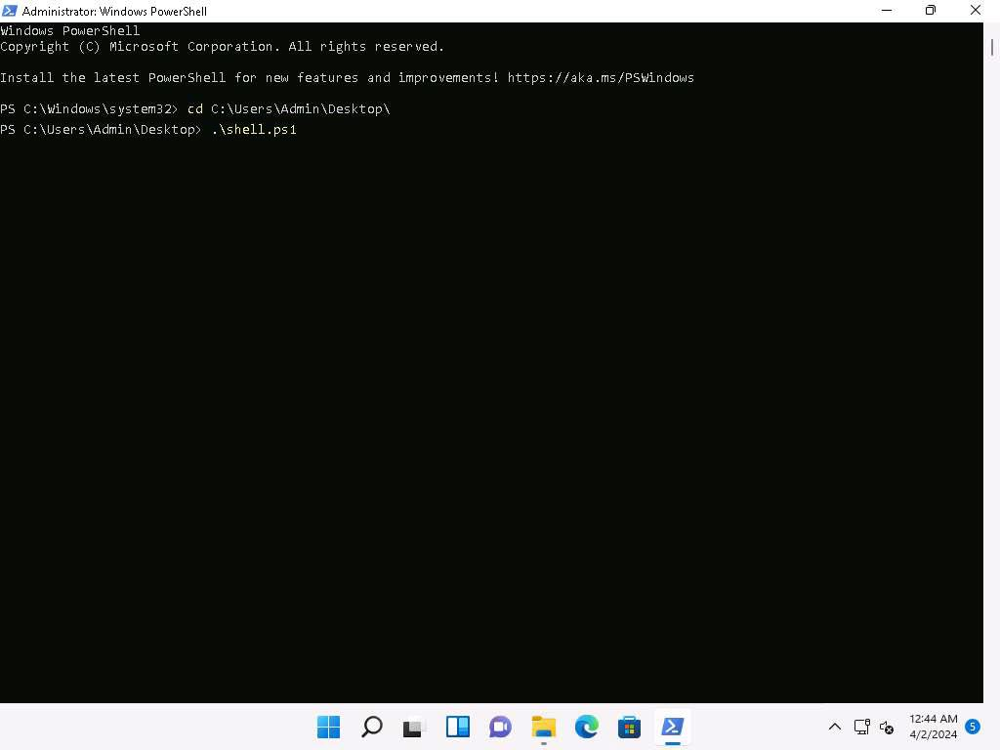 Administrator: Windows PowerShell
Windows PowerShell
Copyright (C) Microsoft Corporation. All rights reserved.
Install the latest PowerShell for new features and improvements! https://aka.ms/PSWindows
PS C:\Windows\system32> cd C:\Users\Admin\Desktop\
PS C:\Users\Admin\Desktop> .\shell.ps1
12:44 AM
4/2/2024
5